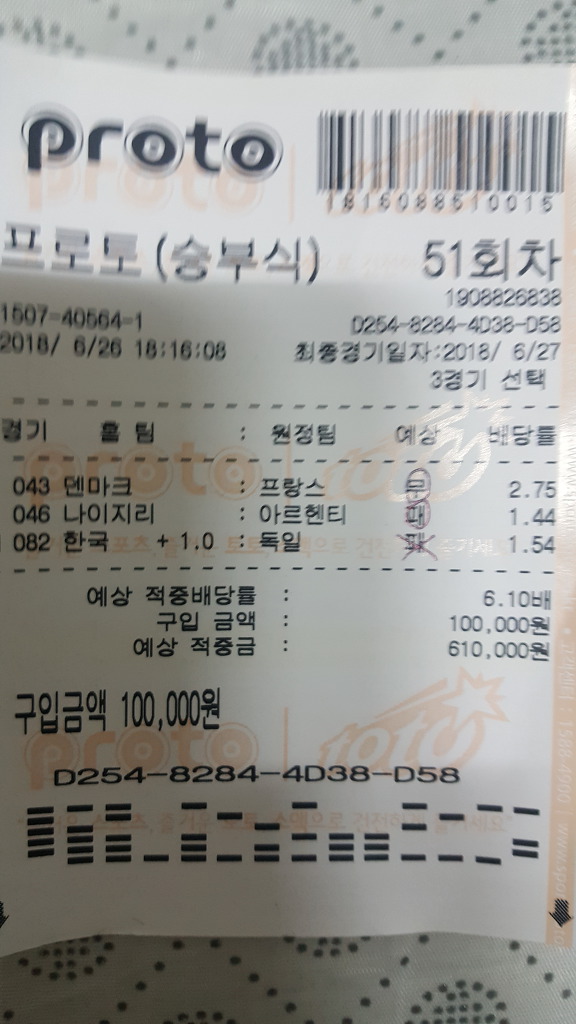 proto
1816088510015
프로토(승부식) 51회차
1908826838
1507-40564-1 D254-8284-4D38-D58
2018/ 6/26 18:16:08 최종경기일자:2018/ 6/27
3경기 선택
경기 홈 팀 : 원정팀 예상 배당률
043 덴마크 : 프랑스 무 2.75
046 나이지리 : 아르헨티 패 1.44
082 한국 +1.0 : 독일 패 1.54
예상 적중배당률 : 6.10배
구입 금액 : 100,000원
예상 적중금 : 610,000원
구입금액 100,000원
D254-8284-4D38-D58